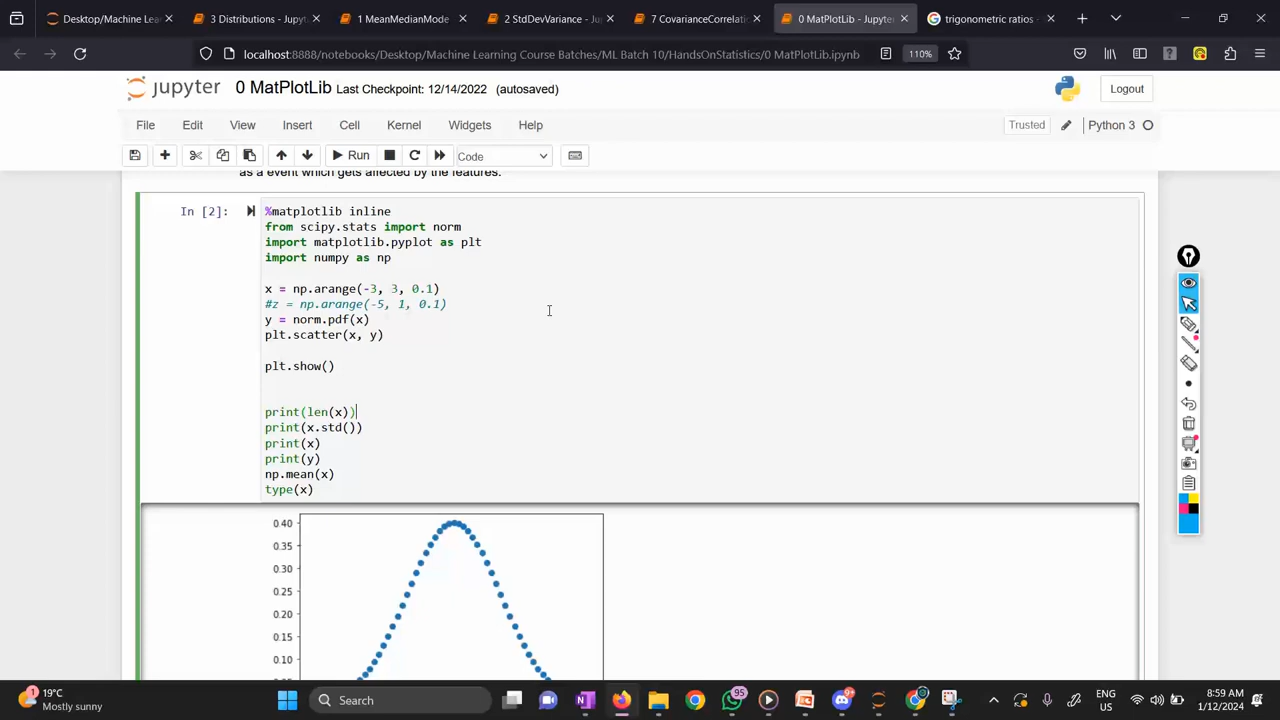 Desktop/Machine Lea
3 Distributions - Jupyt
1 MeanMedianMode
2 StdDevVariance - Ju
7 CovarianceCorrelat
0 MatPlotLib - Jupyter
trigonometric ratios
localhost:8888/notebooks/Desktop/Machine Learning Course Batches/ML Batch 10/HandsOnStatistics/0 MatPlotLib.ipynb
110%
jupyter 0 MatPlotLib Last Checkpoint: 12/14/2022 (autosaved)
Logout
File Edit View Insert Cell Kernel Widgets Help
Trusted
Python 3
Run
Code
as a event which gets affected by the features.
In [2]:
%matplotlib inline
from scipy.stats import norm
import matplotlib.pyplot as plt
import numpy as np
x = np.arange(-3, 3, 0.1)
#z = np.arange(-5, 1, 0.1)
y = norm.pdf(x)
plt.scatter(x, y)
plt.show()
print(len(x))
print(x.std())
print(x)
print(y)
np.mean(x)
type(x)
0.40
0.35
0.30
0.25
0.20
0.15
0.10
19°C
Mostly sunny
Search
95
9+
ENG
US
8:59 AM
1/12/2024